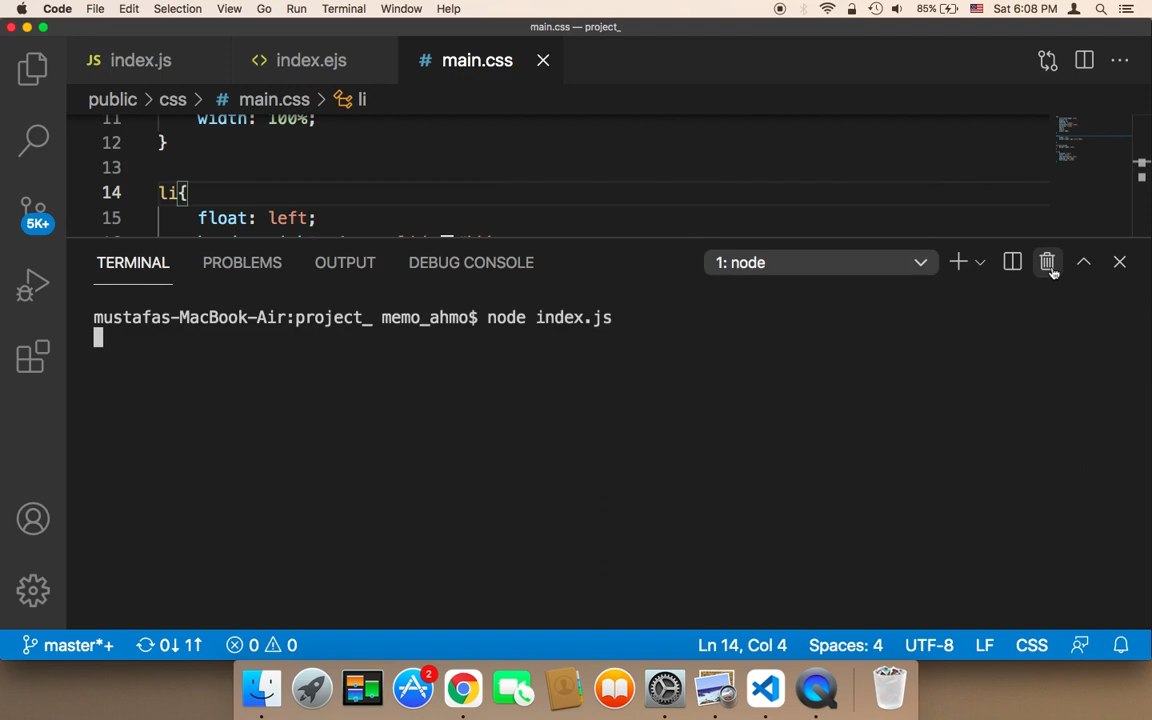 Code File Edit Selection View Go Run Terminal Window Help 85% Sat 6:08 PM
main.css — project_
JS index.js <> index.ejs # main.css
public > css > # main.css > li
11 width: 100%;
12 }
13
14 li{
15 float: left;
5K+
TERMINAL PROBLEMS OUTPUT DEBUG CONSOLE 1: node
mustafas-MacBook-Air:project_ memo_ahmo$ node index.js
master*+ 0↓ 1↑ 0 0 Ln 14, Col 4 Spaces: 4 UTF-8 LF CSS
2